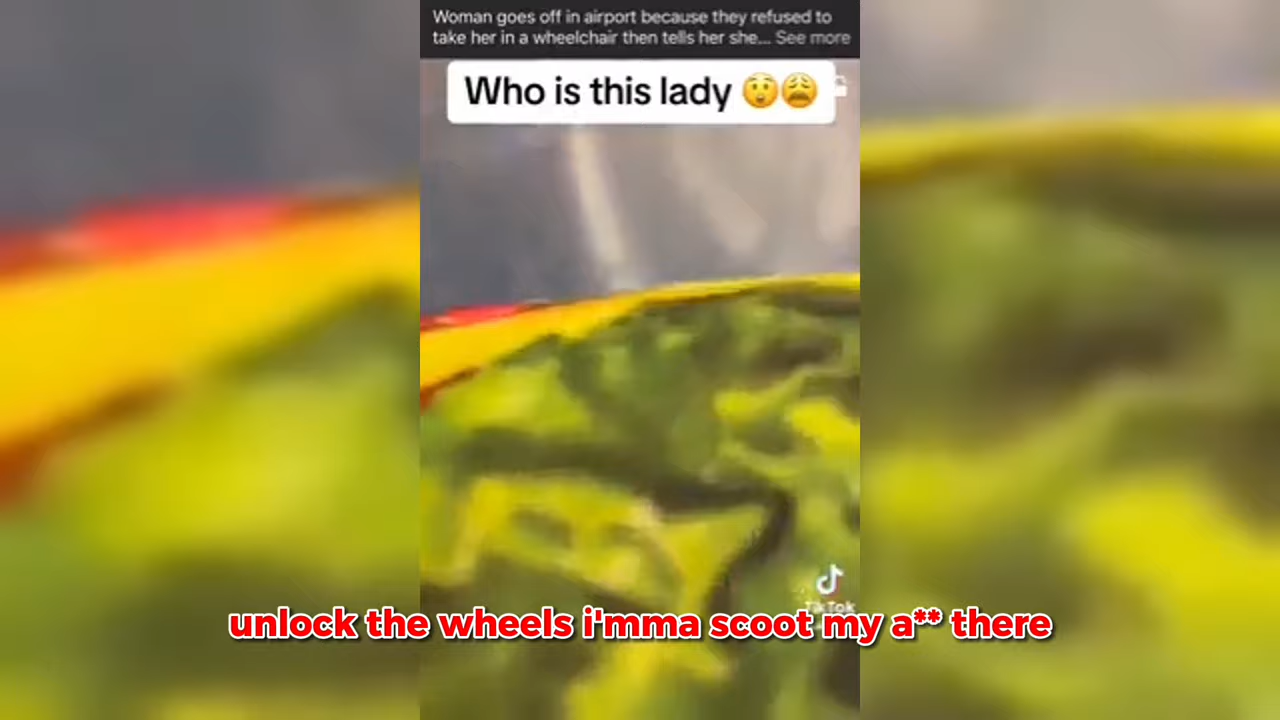 Woman goes off in airport because they refused to
take her in a wheelchair then tells her she... See more
Who is this lady 😲😩
TikTok
unlock the wheels i'mma scoot my a** there